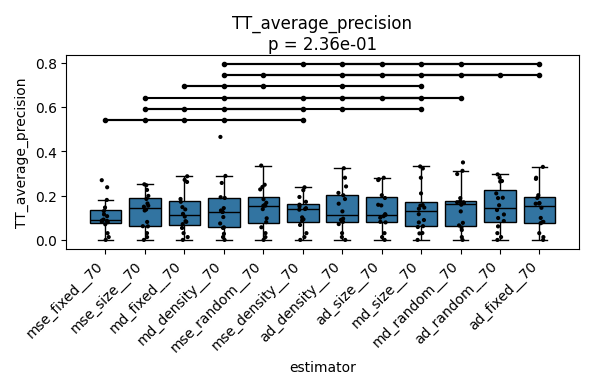 TT_average_precision
p = 2.36e-01
TT_average_precision
0.8
0.6
0.4
0.2
0.0
mse_fixed__70
mse_size__70
md_fixed__70
md_density__70
mse_random__70
mse_density__70
ad_density__70
ad_size__70
md_size__70
md_random__70
ad_random__70
ad_fixed__70
estimator